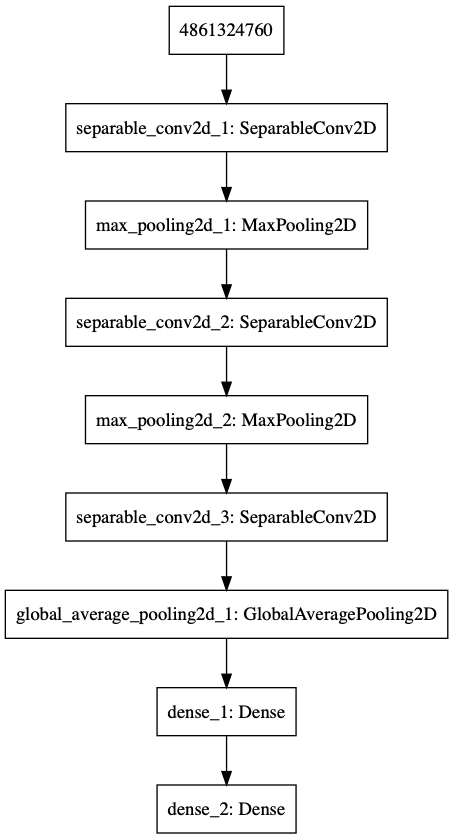 4861324760
separable_conv2d_1: SeparableConv2D
max_pooling2d_1: MaxPooling2D
separable_conv2d_2: SeparableConv2D
max_pooling2d_2: MaxPooling2D
separable_conv2d_3: SeparableConv2D
global_average_pooling2d_1: GlobalAveragePooling2D
dense_1: Dense
dense_2: Dense